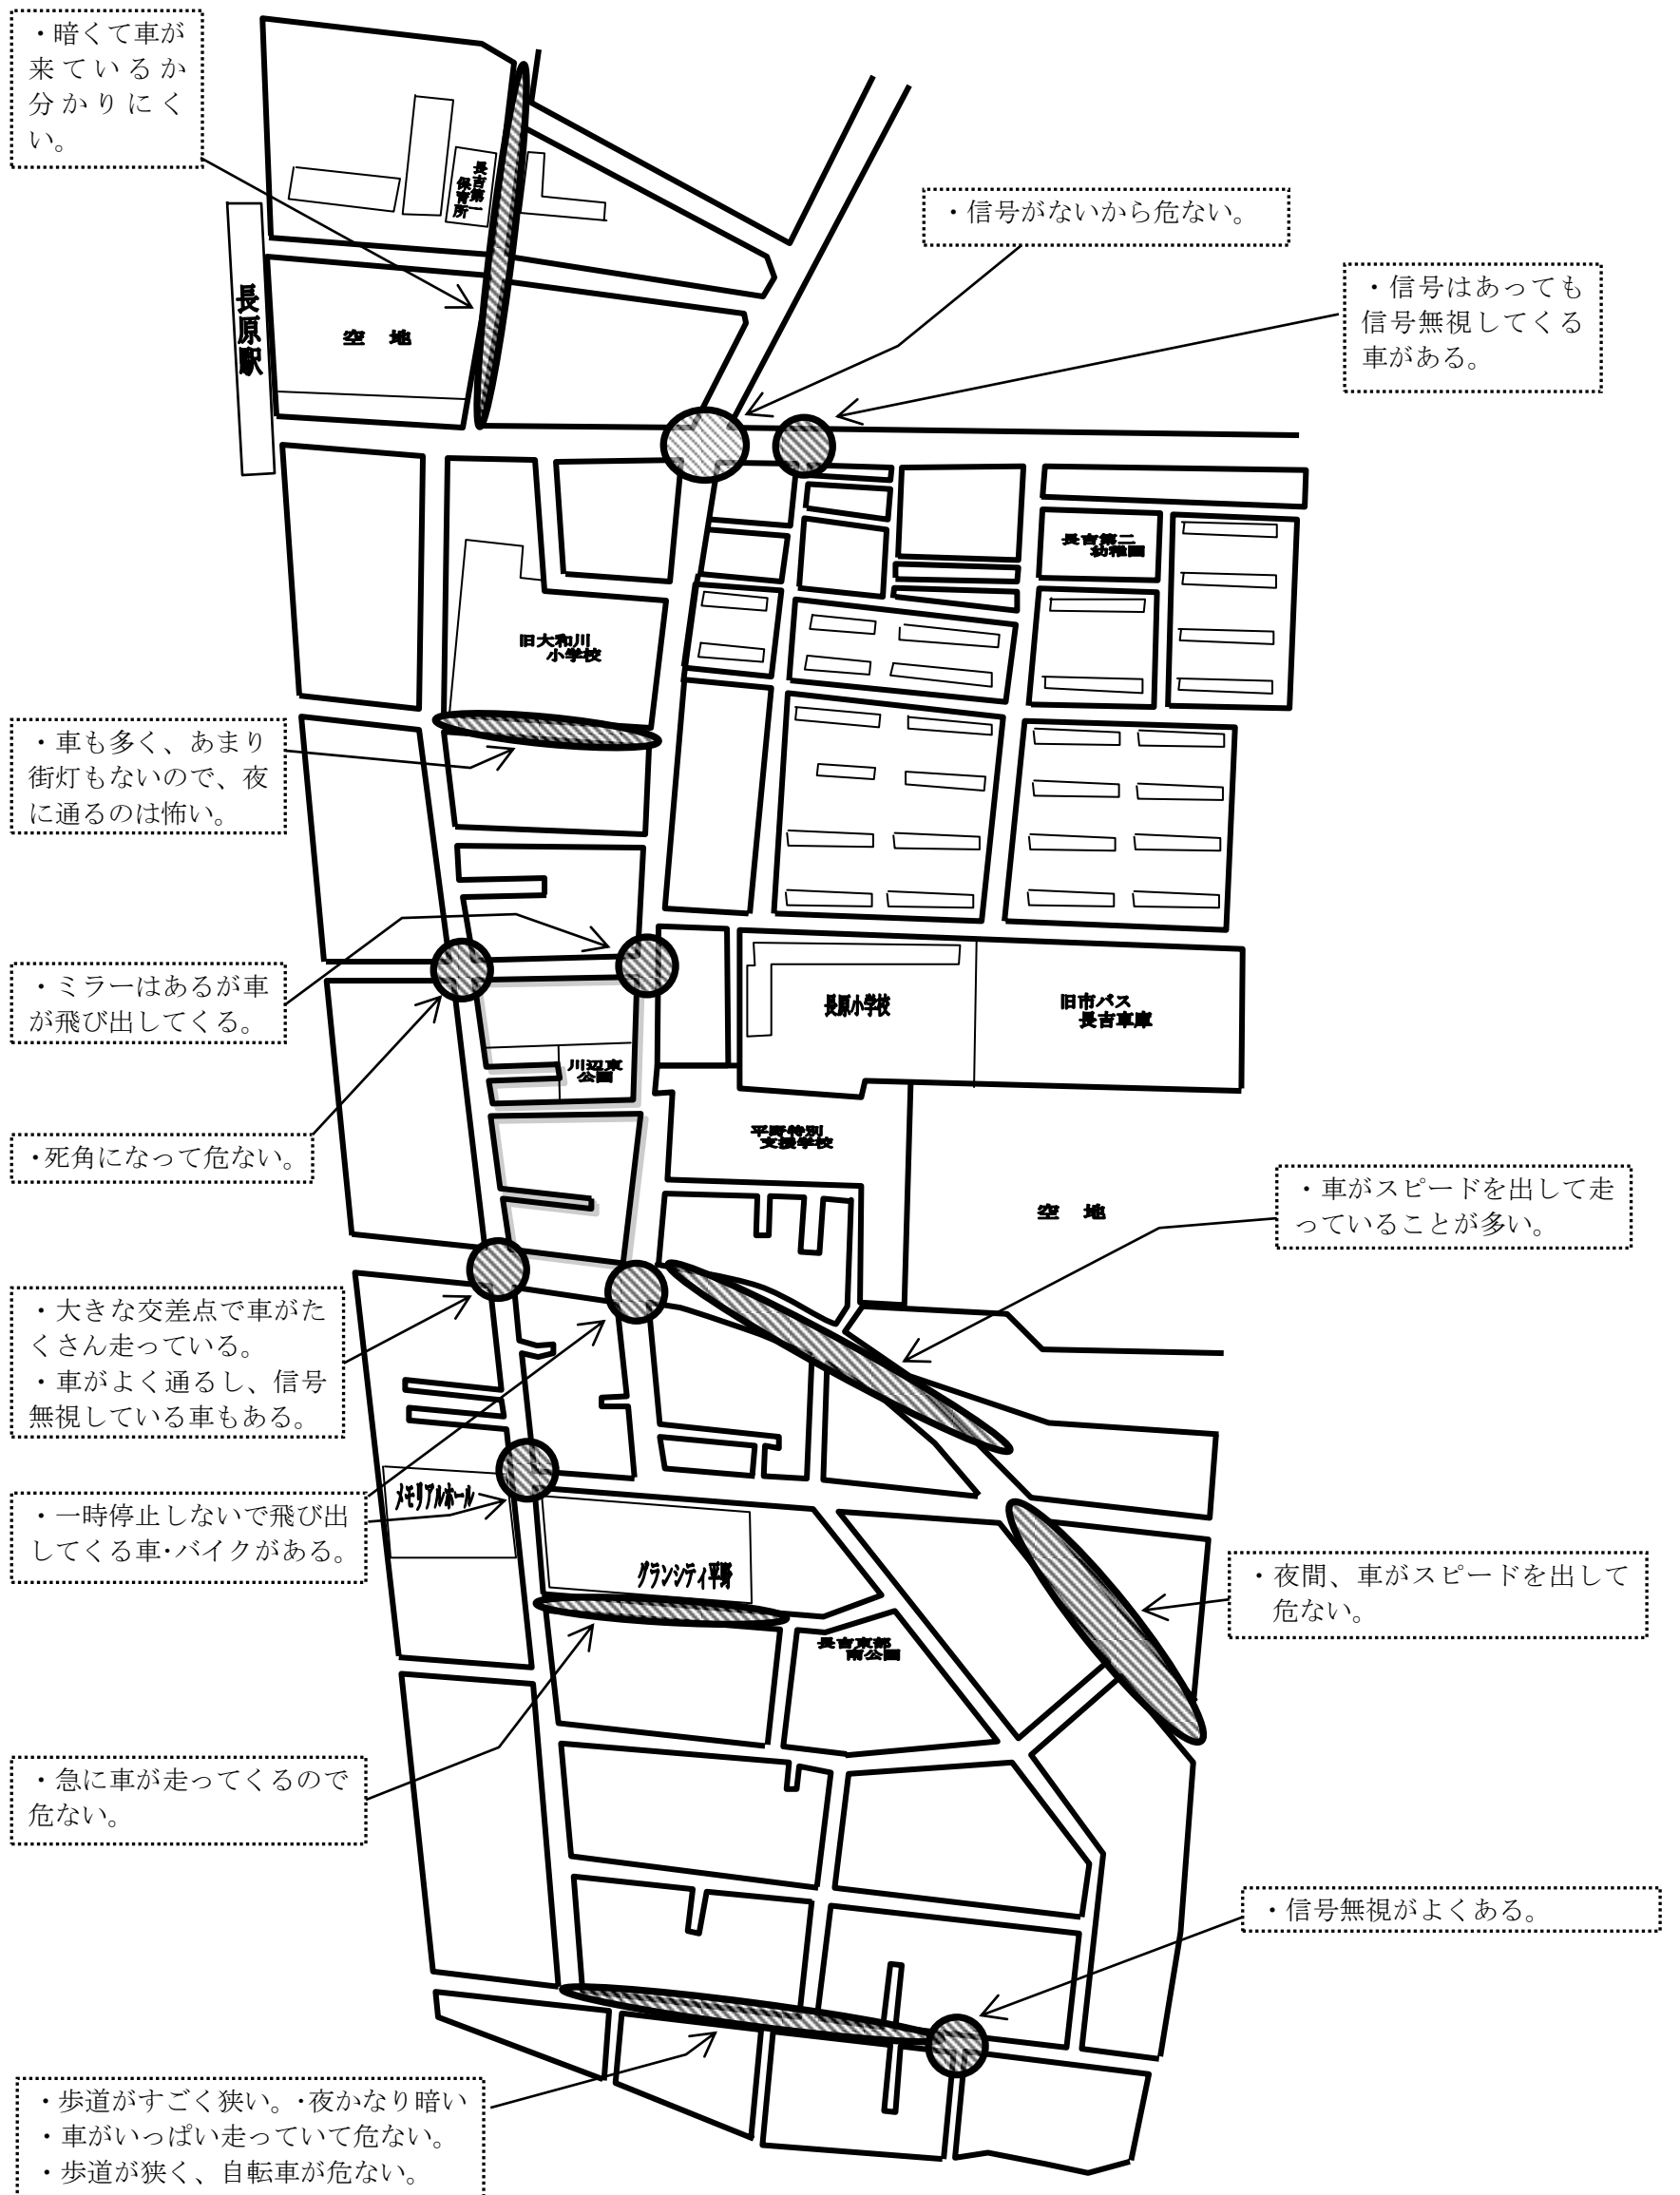 ・暗くて車が
来ているか
分かりにく
い。
長吉第一
保育所
・信号がないから危ない。
・信号はあっても
信号無視してくる
車がある。
長原駅
空 地
長吉第二
幼稚園
旧大和川
小学校
・車も多く、あまり
街灯もないので、夜
に通るのは怖い。
・ミラーはあるが車
が飛び出してくる。
長原小学校
旧市バス
長吉車庫
川辺東
公園
平野特別
支援学校
・死角になって危ない。
・車がスピードを出して走
っていることが多い。
空 地
・大きな交差点で車がた
くさん走っている。
・車がよく通るし、信号
無視している車もある。
メモリアルホール
・一時停止しないで飛び出
してくる車・バイクがある。
グランシティ平野
・夜間、車がスピードを出して
危ない。
長吉東部
南公園
・急に車が走ってくるので
危ない。
・信号無視がよくある。
・歩道がすごく狭い。・夜かなり暗い
・車がいっぱい走っていて危ない。
・歩道が狭く、自転車が危ない。